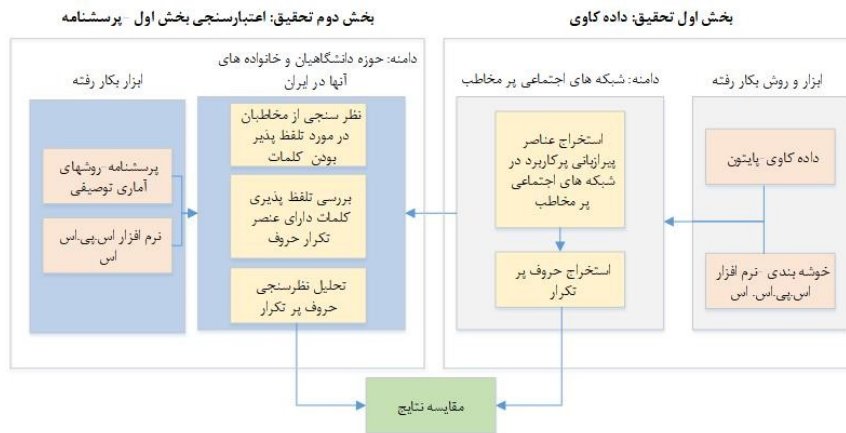 بخش اول تحقیق: داده کاوی
ابزار و روش بکار رفته
داده کاوی-پایتون
خوشه بندی -نرم افزار
اس.پی.اس. اس
دامنه: شبکه های اجتماعی پر مخاطب
استخراج عناصر
پیرازبانی پرکاربرد در
شبکه های اجتماعی
پر مخاطب
استخراج حروف پر
تکرار
بخش دوم تحقیق: اعتبارسنجی بخش اول -پرسشنامه
دامنه: حوزه دانشگاهیان و خانواده های
آنها در ایران
نظر سنجی از مخاطبان
در مورد تلفظ پذیر
بودن کلمات
بررسی تلفظ پذیری
کلمات دارای عنصر
تکرار حروف
تحلیل نظرسنجی
حروف پر تکرار
ابزار بکار رفته
پرسشنامه-روشهای
آماری توصیفی
نرم افزار اس.پی.اس
اس
مقایسه نتایج